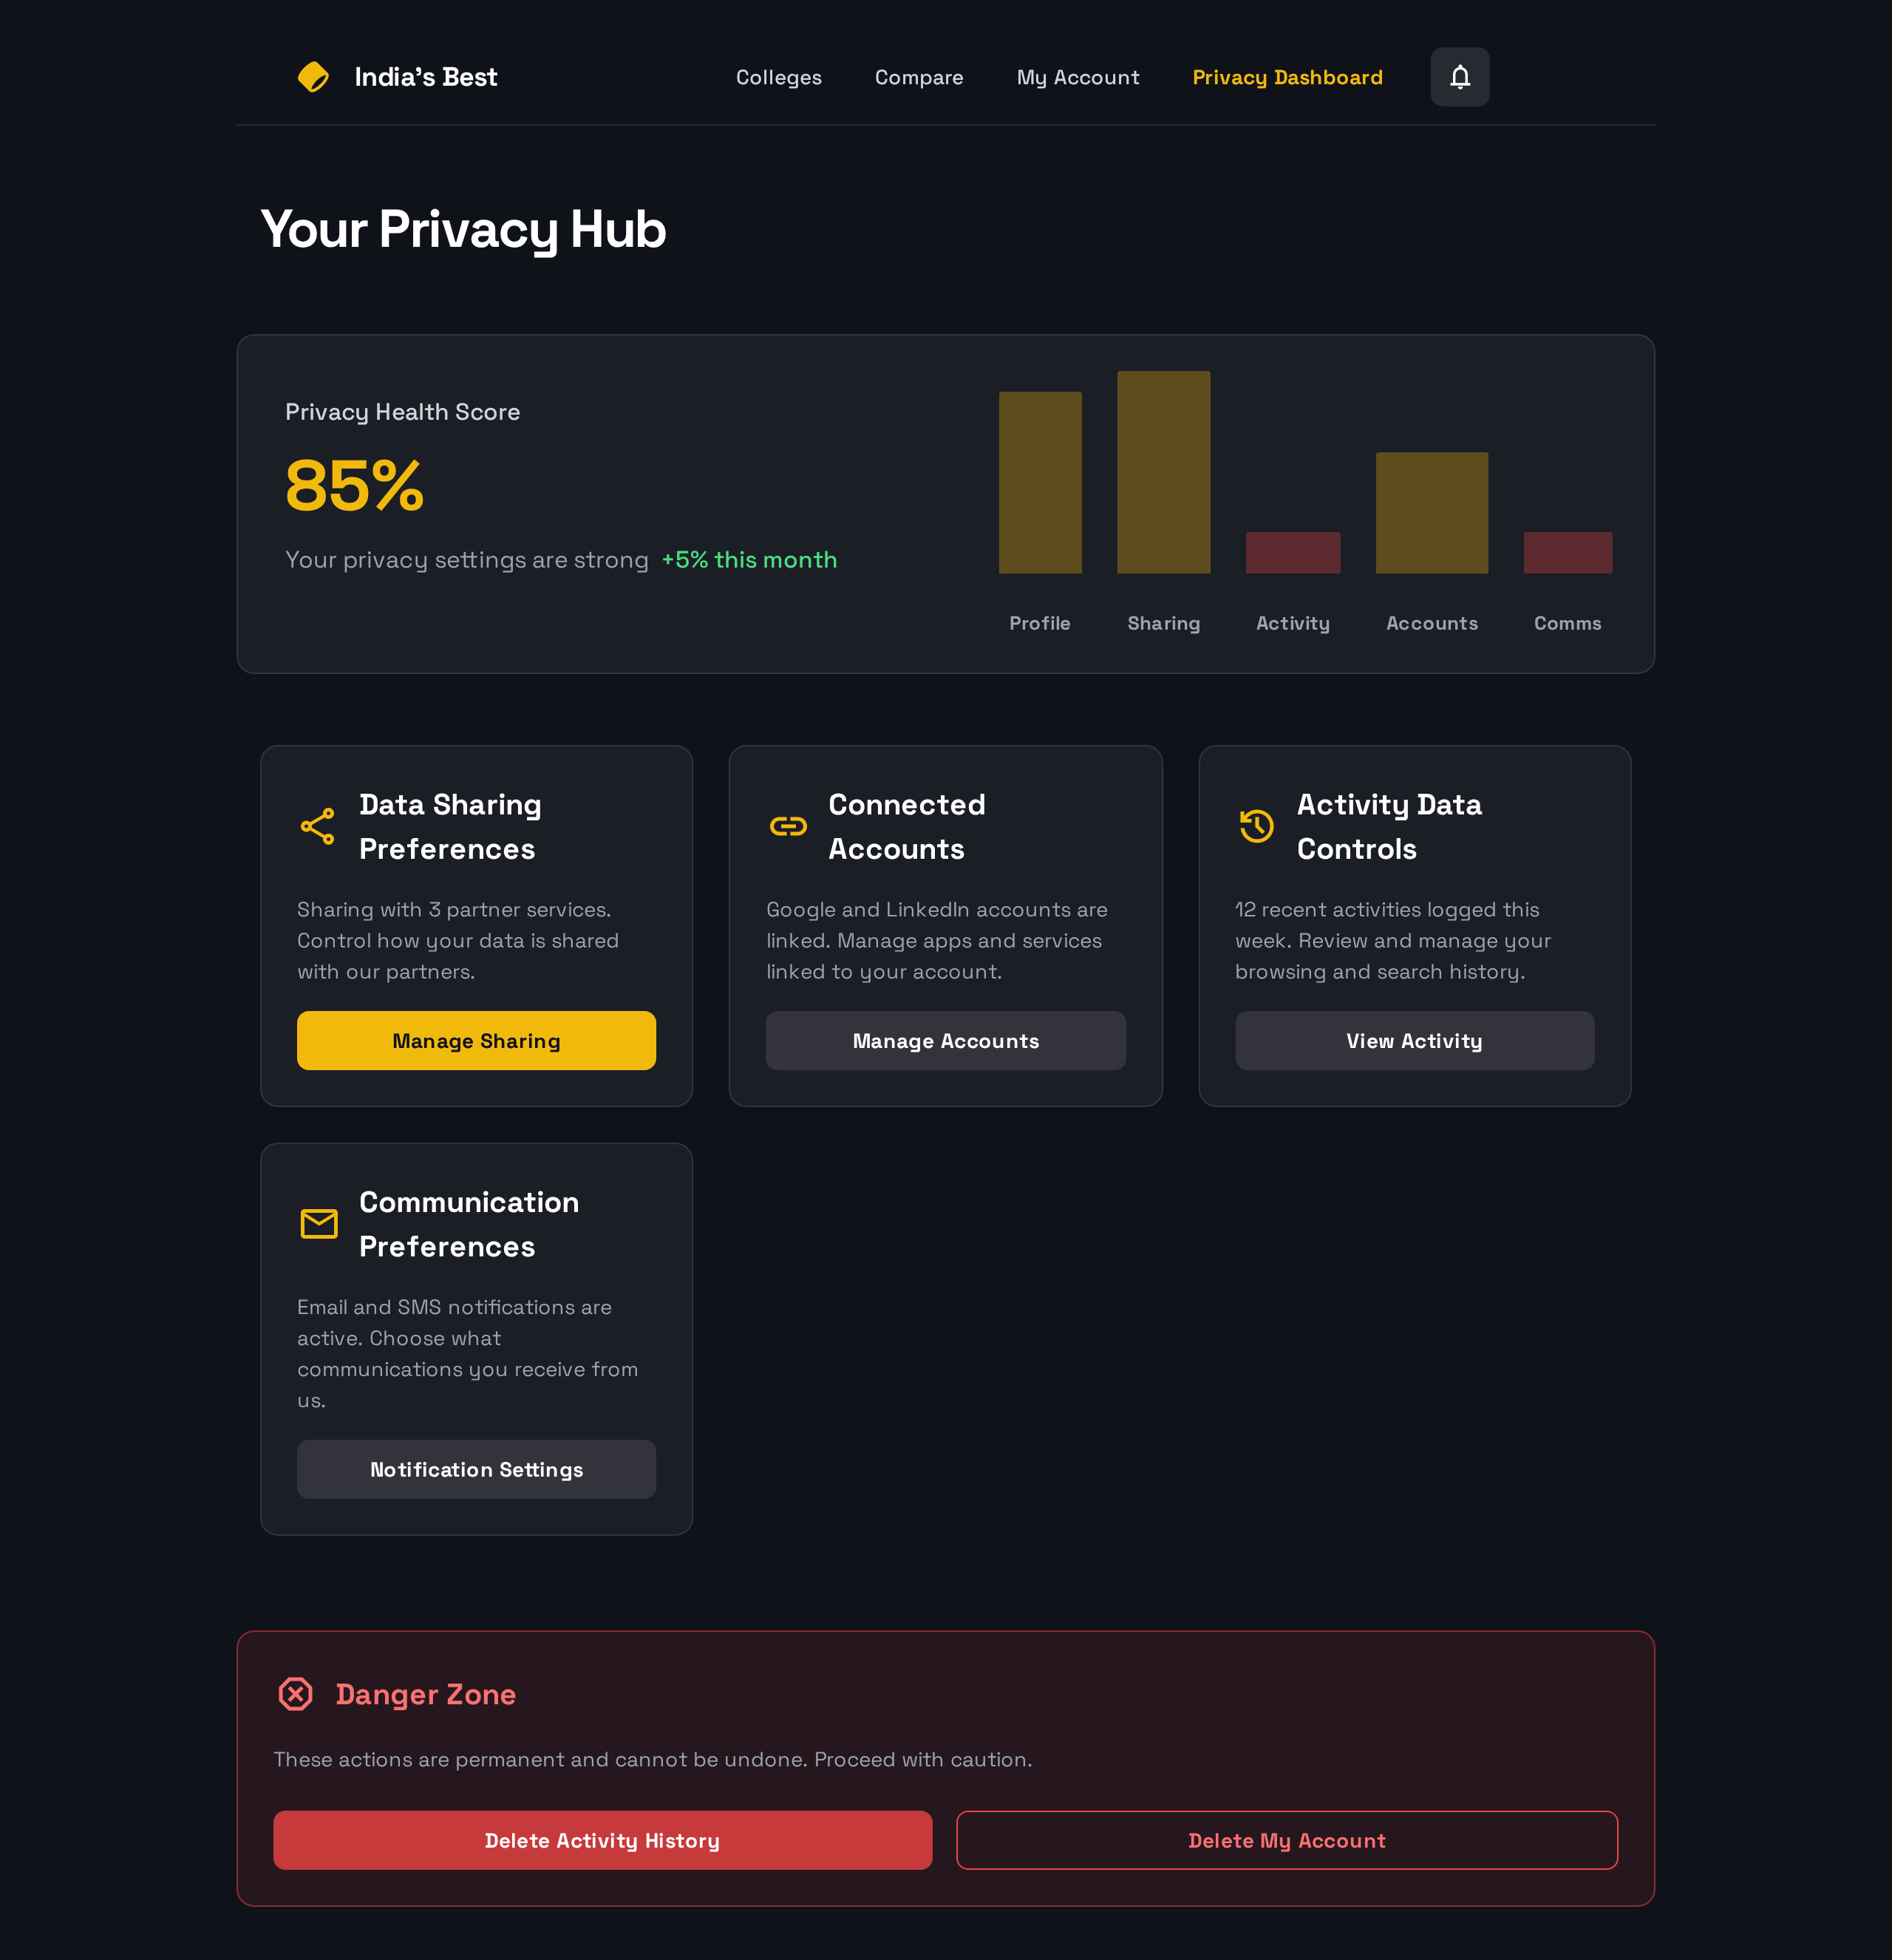 India's Best
Colleges
Compare
My Account
Privacy Dashboard
Your Privacy Hub
Privacy Health Score
85%
Your privacy settings are strong +5% this month
Profile
Sharing
Activity
Accounts
Comms
Data Sharing
Preferences
Sharing with 3 partner services.
Control how your data is shared
with our partners.
Manage Sharing
Connected
Accounts
Google and LinkedIn accounts are
linked. Manage apps and services
linked to your account.
Manage Accounts
Activity Data
Controls
12 recent activities logged this
week. Review and manage your
browsing and search history.
View Activity
Communication
Preferences
Email and SMS notifications are
active. Choose what
communications you receive from
us.
Notification Settings
Danger Zone
These actions are permanent and cannot be undone. Proceed with caution.
Delete Activity History
Delete My Account